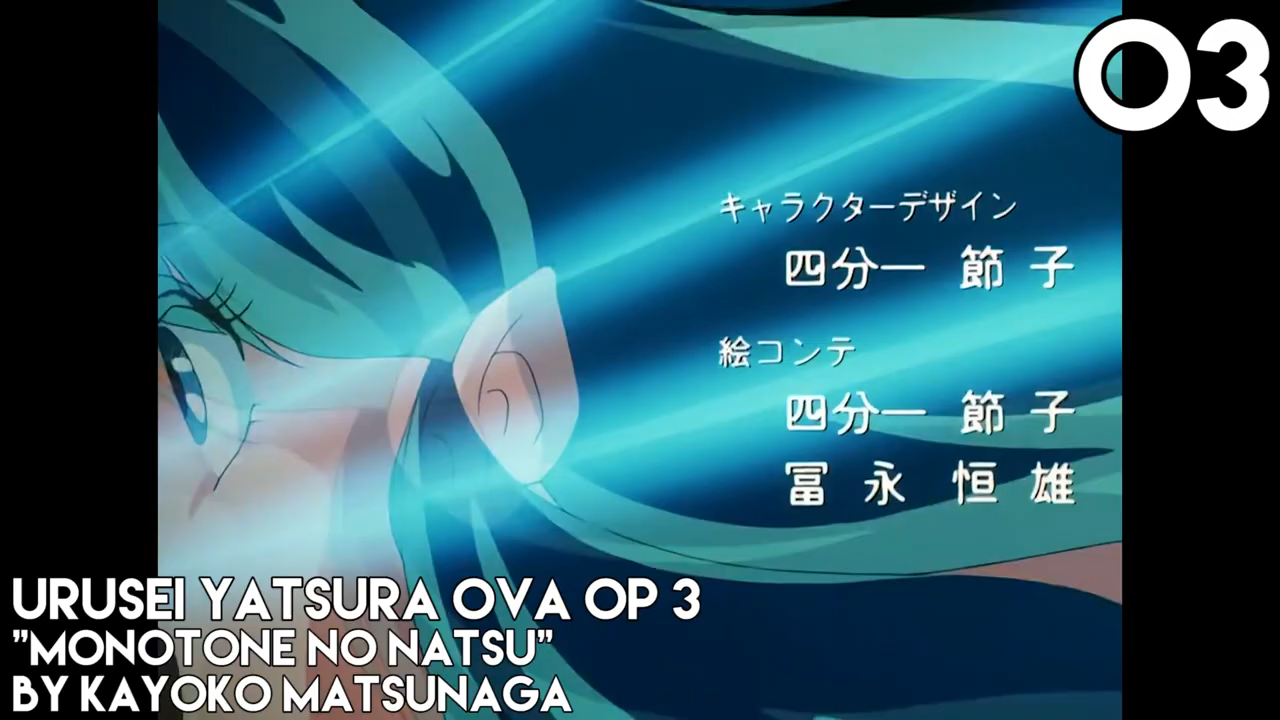 03
キャラクターデザイン
四分一 節子
絵コンテ
四分一 節子
冨永恒雄
URUSEI YATSURA OVA OP 3
"MONOTONE NO NATSU"
BY KAYOKO MATSUNAGA